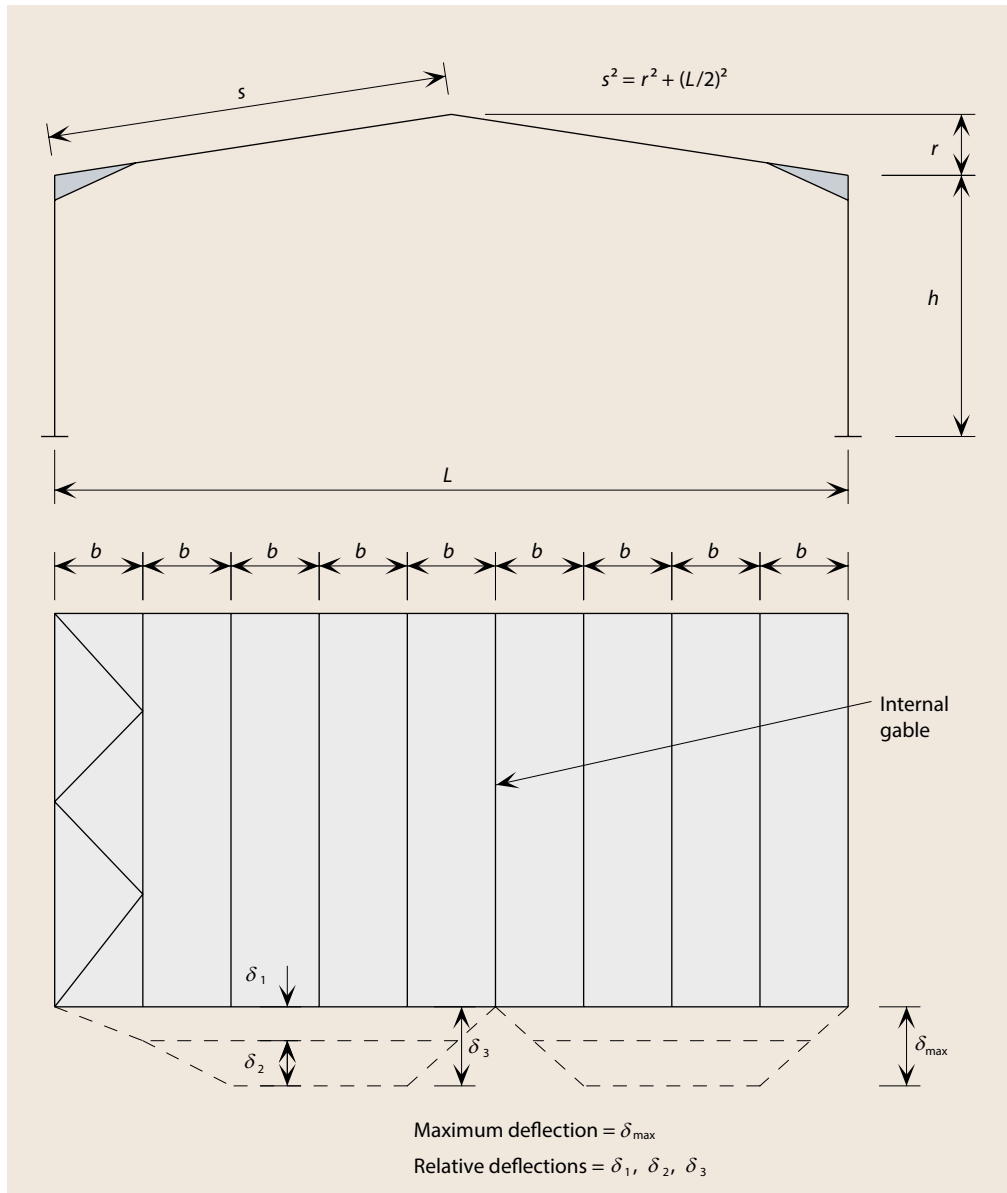 s
s² = r² + (L/2)²
r
h
L
b b b b b b b b b
Internal
gable
δ₁
δ₂
δ₃
δmax
Maximum deflection = δmax
Relative deflections = δ₁, δ₂, δ₃